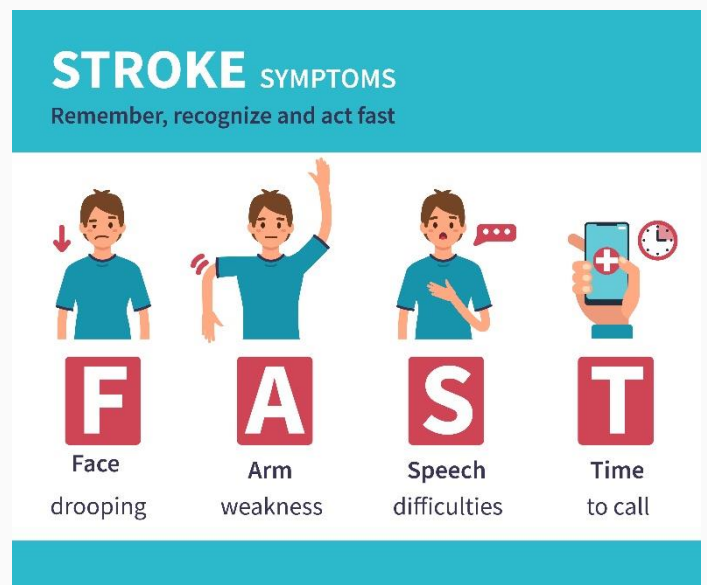 STROKE SYMPTOMS
Remember, recognize and act fast
F A S T
Face Arm Speech Time
drooping weakness difficulties to call